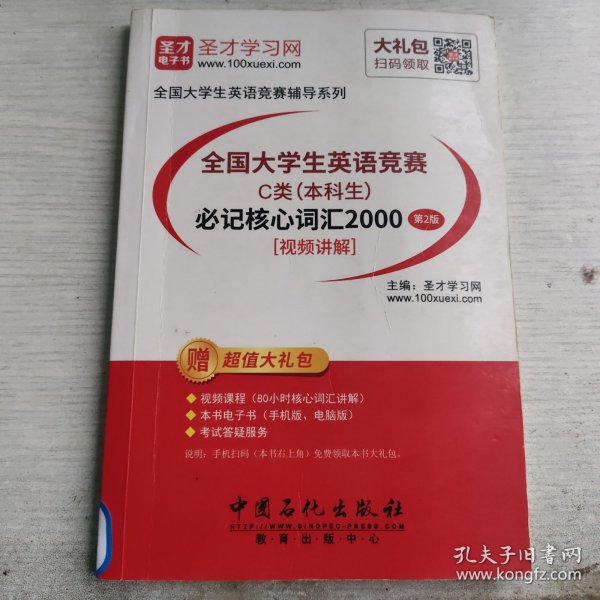 圣才 电子书
圣才学习网
www.100xuexi.com
大礼包
扫码领取
全国大学生英语竞赛辅导系列
全国大学生英语竞赛
C类(本科生)
必记核心词汇2000 第2版
[视频讲解]
主编：圣才学习网
www.100xuexi.com
赠 超值大礼包
◆ 视频课程（80小时核心词汇讲解）
◆ 本书电子书（手机版、电脑版）
◆ 考试答疑服务
说明：手机扫码（本书右上角）免费领取本书大礼包。
中国石化出版社
HTTP://WWW.SINOPEC-PRESS.COM
教·育·出·版·中·心
孔夫子旧书网
www.kongfz.com